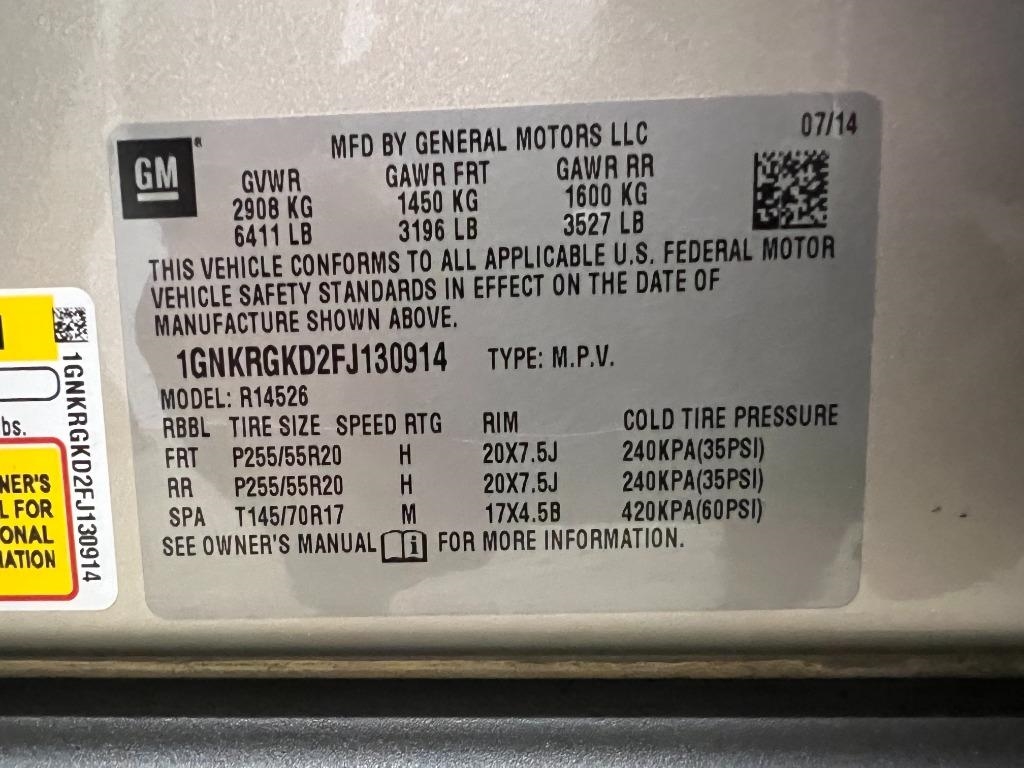 GM
®
MFD BY GENERAL MOTORS LLC
07/14
GVWR GAWR FRT GAWR RR
2908 KG 1450 KG 1600 KG
6411 LB 3196 LB 3527 LB
THIS VEHICLE CONFORMS TO ALL APPLICABLE U.S. FEDERAL MOTOR
VEHICLE SAFETY STANDARDS IN EFFECT ON THE DATE OF
MANUFACTURE SHOWN ABOVE.
1GNKRGKD2FJ130914 TYPE: M.P.V.
MODEL: R14526
RBBL TIRE SIZE SPEED RTG RIM COLD TIRE PRESSURE
FRT P255/55R20 H 20X7.5J 240KPA(35PSI)
RR P255/55R20 H 20X7.5J 240KPA(35PSI)
SPA T145/70R17 M 17X4.5B 420KPA(60PSI)
SEE OWNER'S MANUAL i FOR MORE INFORMATION.
1GNKRGKD2FJ130914
bs.
NER'S
L FOR
ONAL
IATION